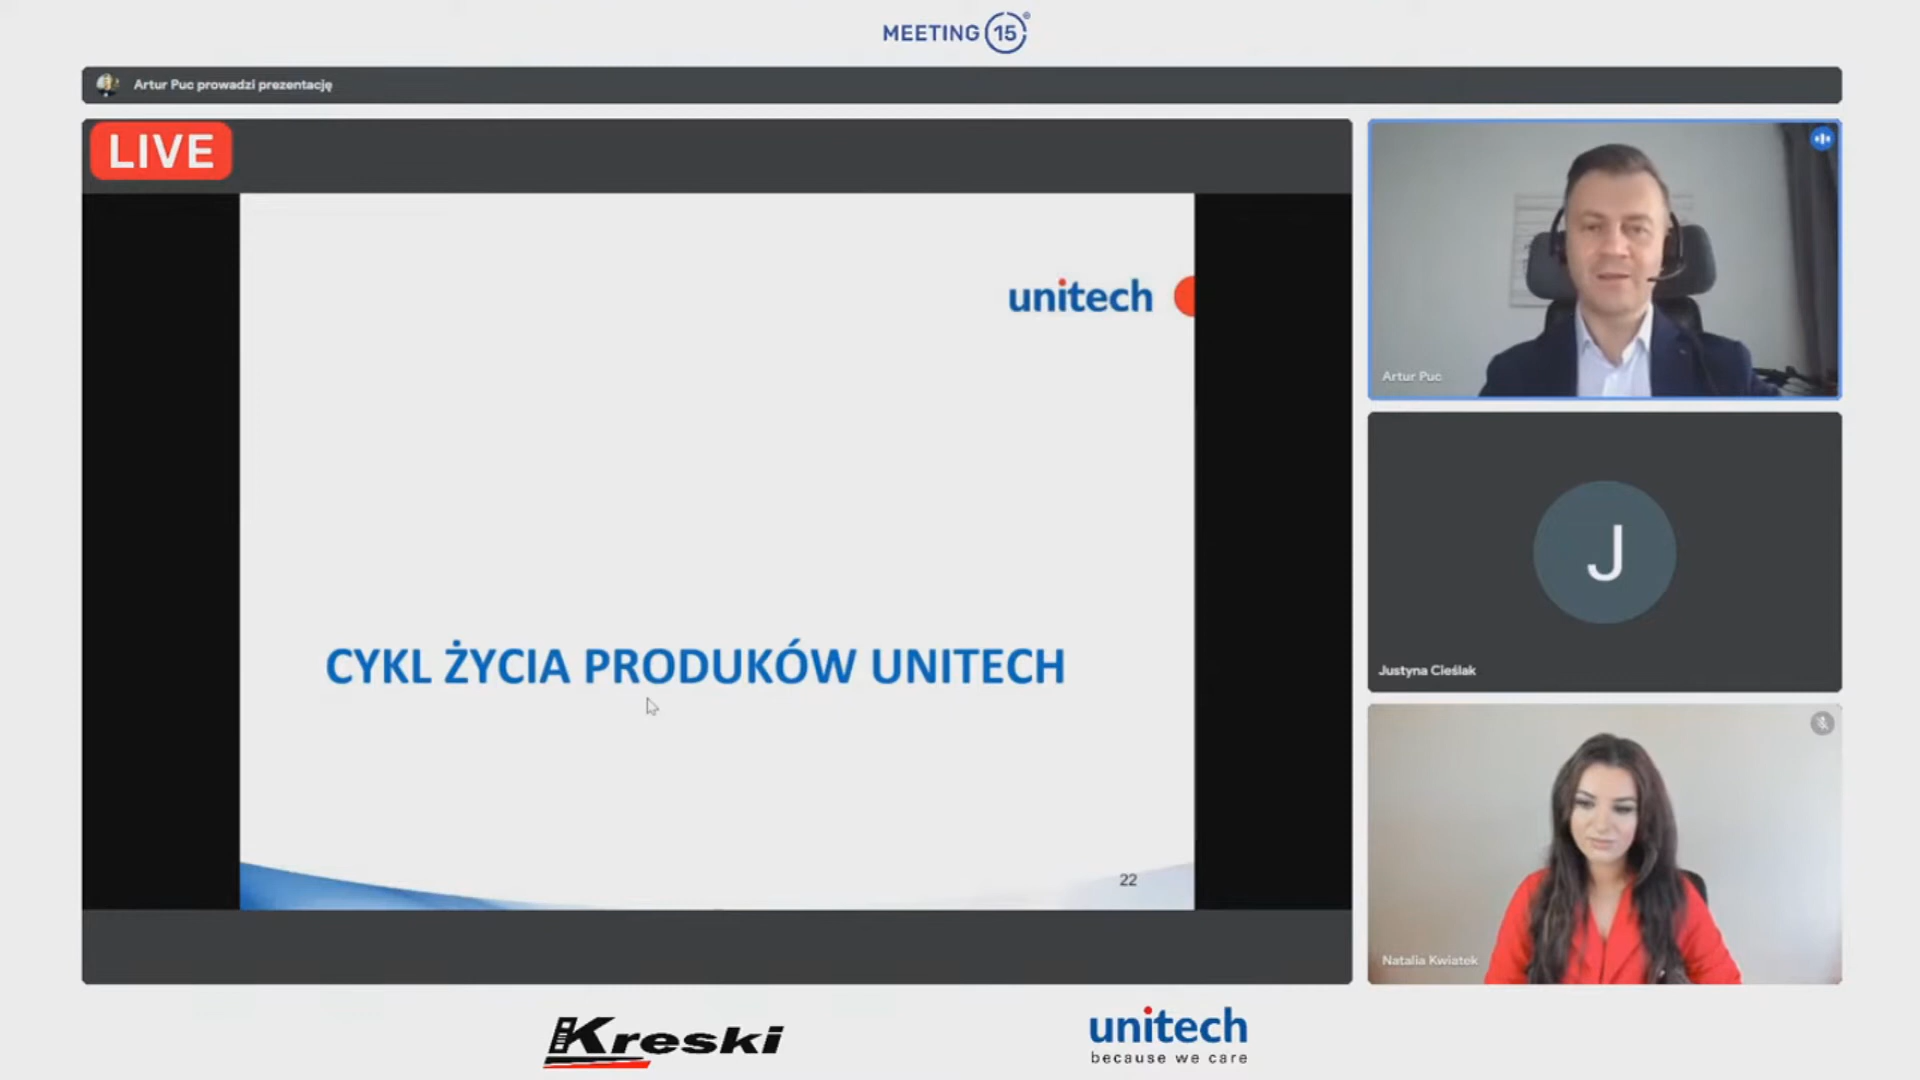 MEETING 15
Artur Puc prowadzi prezentację
LIVE
unitech
CYKL ŻYCIA PRODUKÓW UNITECH
22
Artur Puc
J
Justyna Cieślak
Natalia Kwiatek
Kreski
unitech
because we care